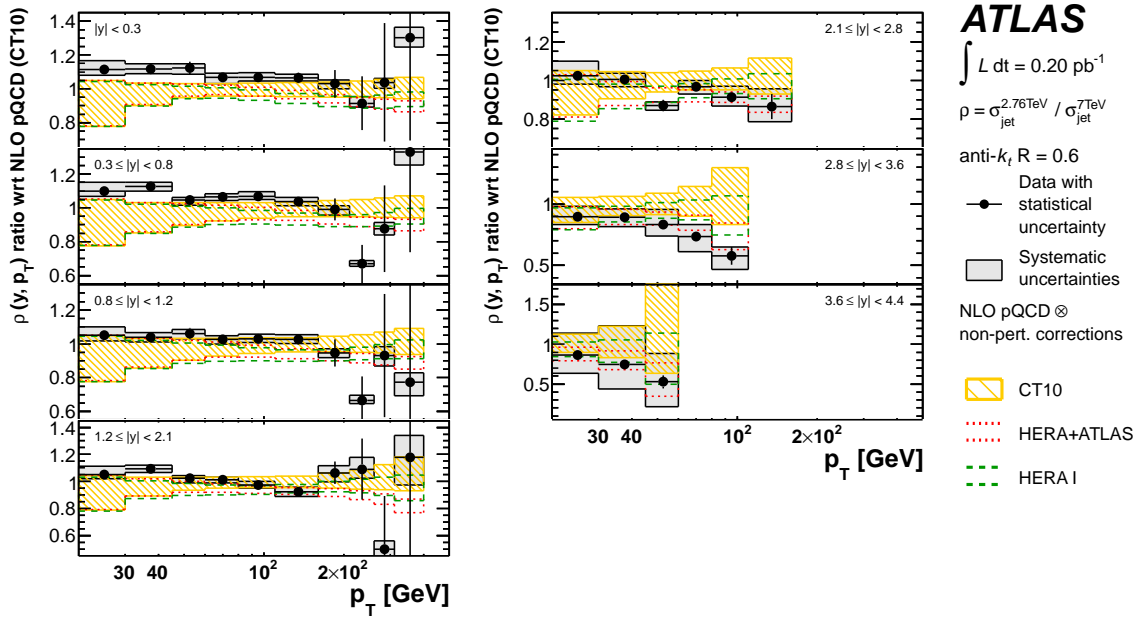 ρ (y, p_T) ratio wrt NLO pQCD (CT10)
|y| < 0.3
1.4
1.2
1
0.8
0.3 ≤ |y| < 0.8
1.2
1
0.8
0.6
0.8 ≤ |y| < 1.2
1.2
1
0.8
0.6
1.2 ≤ |y| < 2.1
1.4
1.2
1
0.8
0.6
30 40 10² 2×10²
p_T [GeV]
ρ (y, p_T) ratio wrt NLO pQCD (CT10)
2.1 ≤ |y| < 2.8
1.4
1.2
1
0.8
2.8 ≤ |y| < 3.6
1
0.5
3.6 ≤ |y| < 4.4
1.5
1
0.5
30 40 10² 2×10²
p_T [GeV]
ATLAS
∫ L dt = 0.20 pb⁻¹
ρ = σ_jet^2.76TeV / σ_jet^7TeV
anti-k_t R = 0.6
Data with
statistical
uncertainty
Systematic
uncertainties
NLO pQCD ⊗
non-pert. corrections
CT10
HERA+ATLAS
HERA I